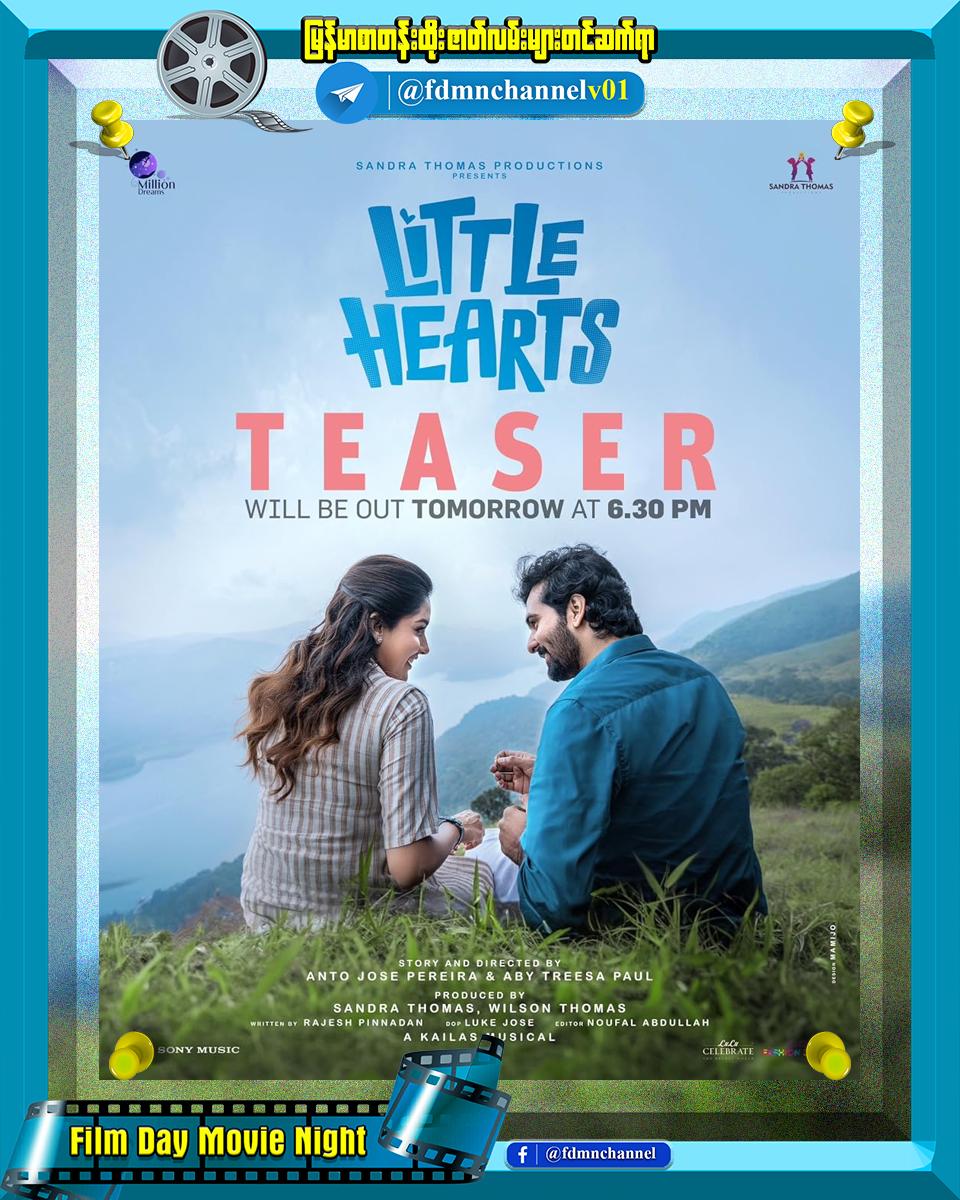 မြန်မာစာတန်းထိုးဇာတ်လမ်းများတင်ဆက်ရာ
@fdmnchannelv01
Million
Dreams
SANDRA THOMAS PRODUCTIONS
PRESENTS
SANDRA THOMAS
LiTTLE
HEARTS
TEASER
WILL BE OUT TOMORROW AT 6.30 PM
DESIGN MAMIJO
STORY AND DIRECTED BY
ANTO JOSE PEREIRA & ABY TREESA PAUL
PRODUCED BY
SANDRA THOMAS, WILSON THOMAS
WRITTEN BY RAJESH PINNADAN DOP LUKE JOSE EDITOR NOUFAL ABDULLAH
A KAILAS MUSICAL
SONY MUSIC
LuLu
CELEBRATE
Film Day Movie Night
@fdmnchannel